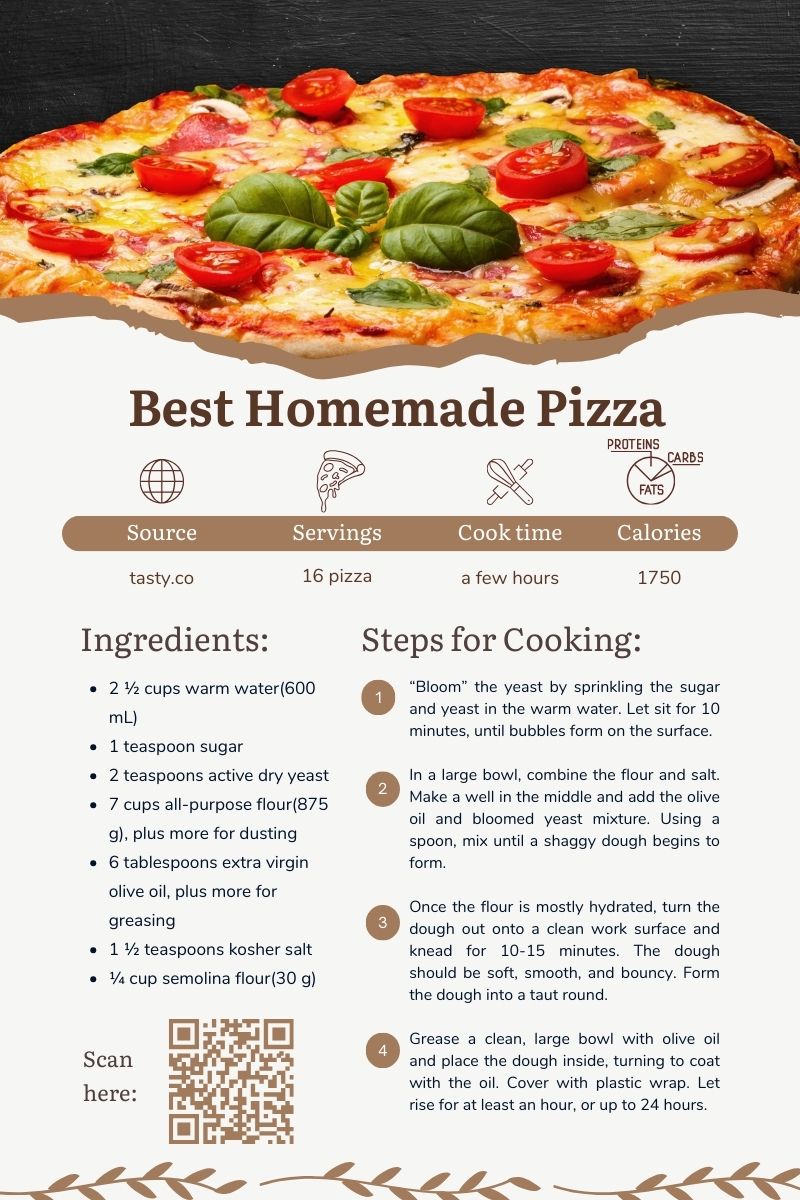 Best Homemade Pizza
PROTEINS
CARBS
FATS
Source
Servings
Cook time
Calories
tasty.co
16 pizza
a few hours
1750
Ingredients:
• 2 ½ cups warm water(600
mL)
• 1 teaspoon sugar
• 2 teaspoons active dry yeast
• 7 cups all-purpose flour(875
g), plus more for dusting
• 6 tablespoons extra virgin
olive oil, plus more for
greasing
• 1 ½ teaspoons kosher salt
• ¼ cup semolina flour(30 g)
Scan
here:
Steps for Cooking:
1
“Bloom” the yeast by sprinkling the sugar
and yeast in the warm water. Let sit for 10
minutes, until bubbles form on the surface.
2
In a large bowl, combine the flour and salt.
Make a well in the middle and add the olive
oil and bloomed yeast mixture. Using a
spoon, mix until a shaggy dough begins to
form.
3
Once the flour is mostly hydrated, turn the
dough out onto a clean work surface and
knead for 10-15 minutes. The dough
should be soft, smooth, and bouncy. Form
the dough into a taut round.
4
Grease a clean, large bowl with olive oil
and place the dough inside, turning to coat
with the oil. Cover with plastic wrap. Let
rise for at least an hour, or up to 24 hours.